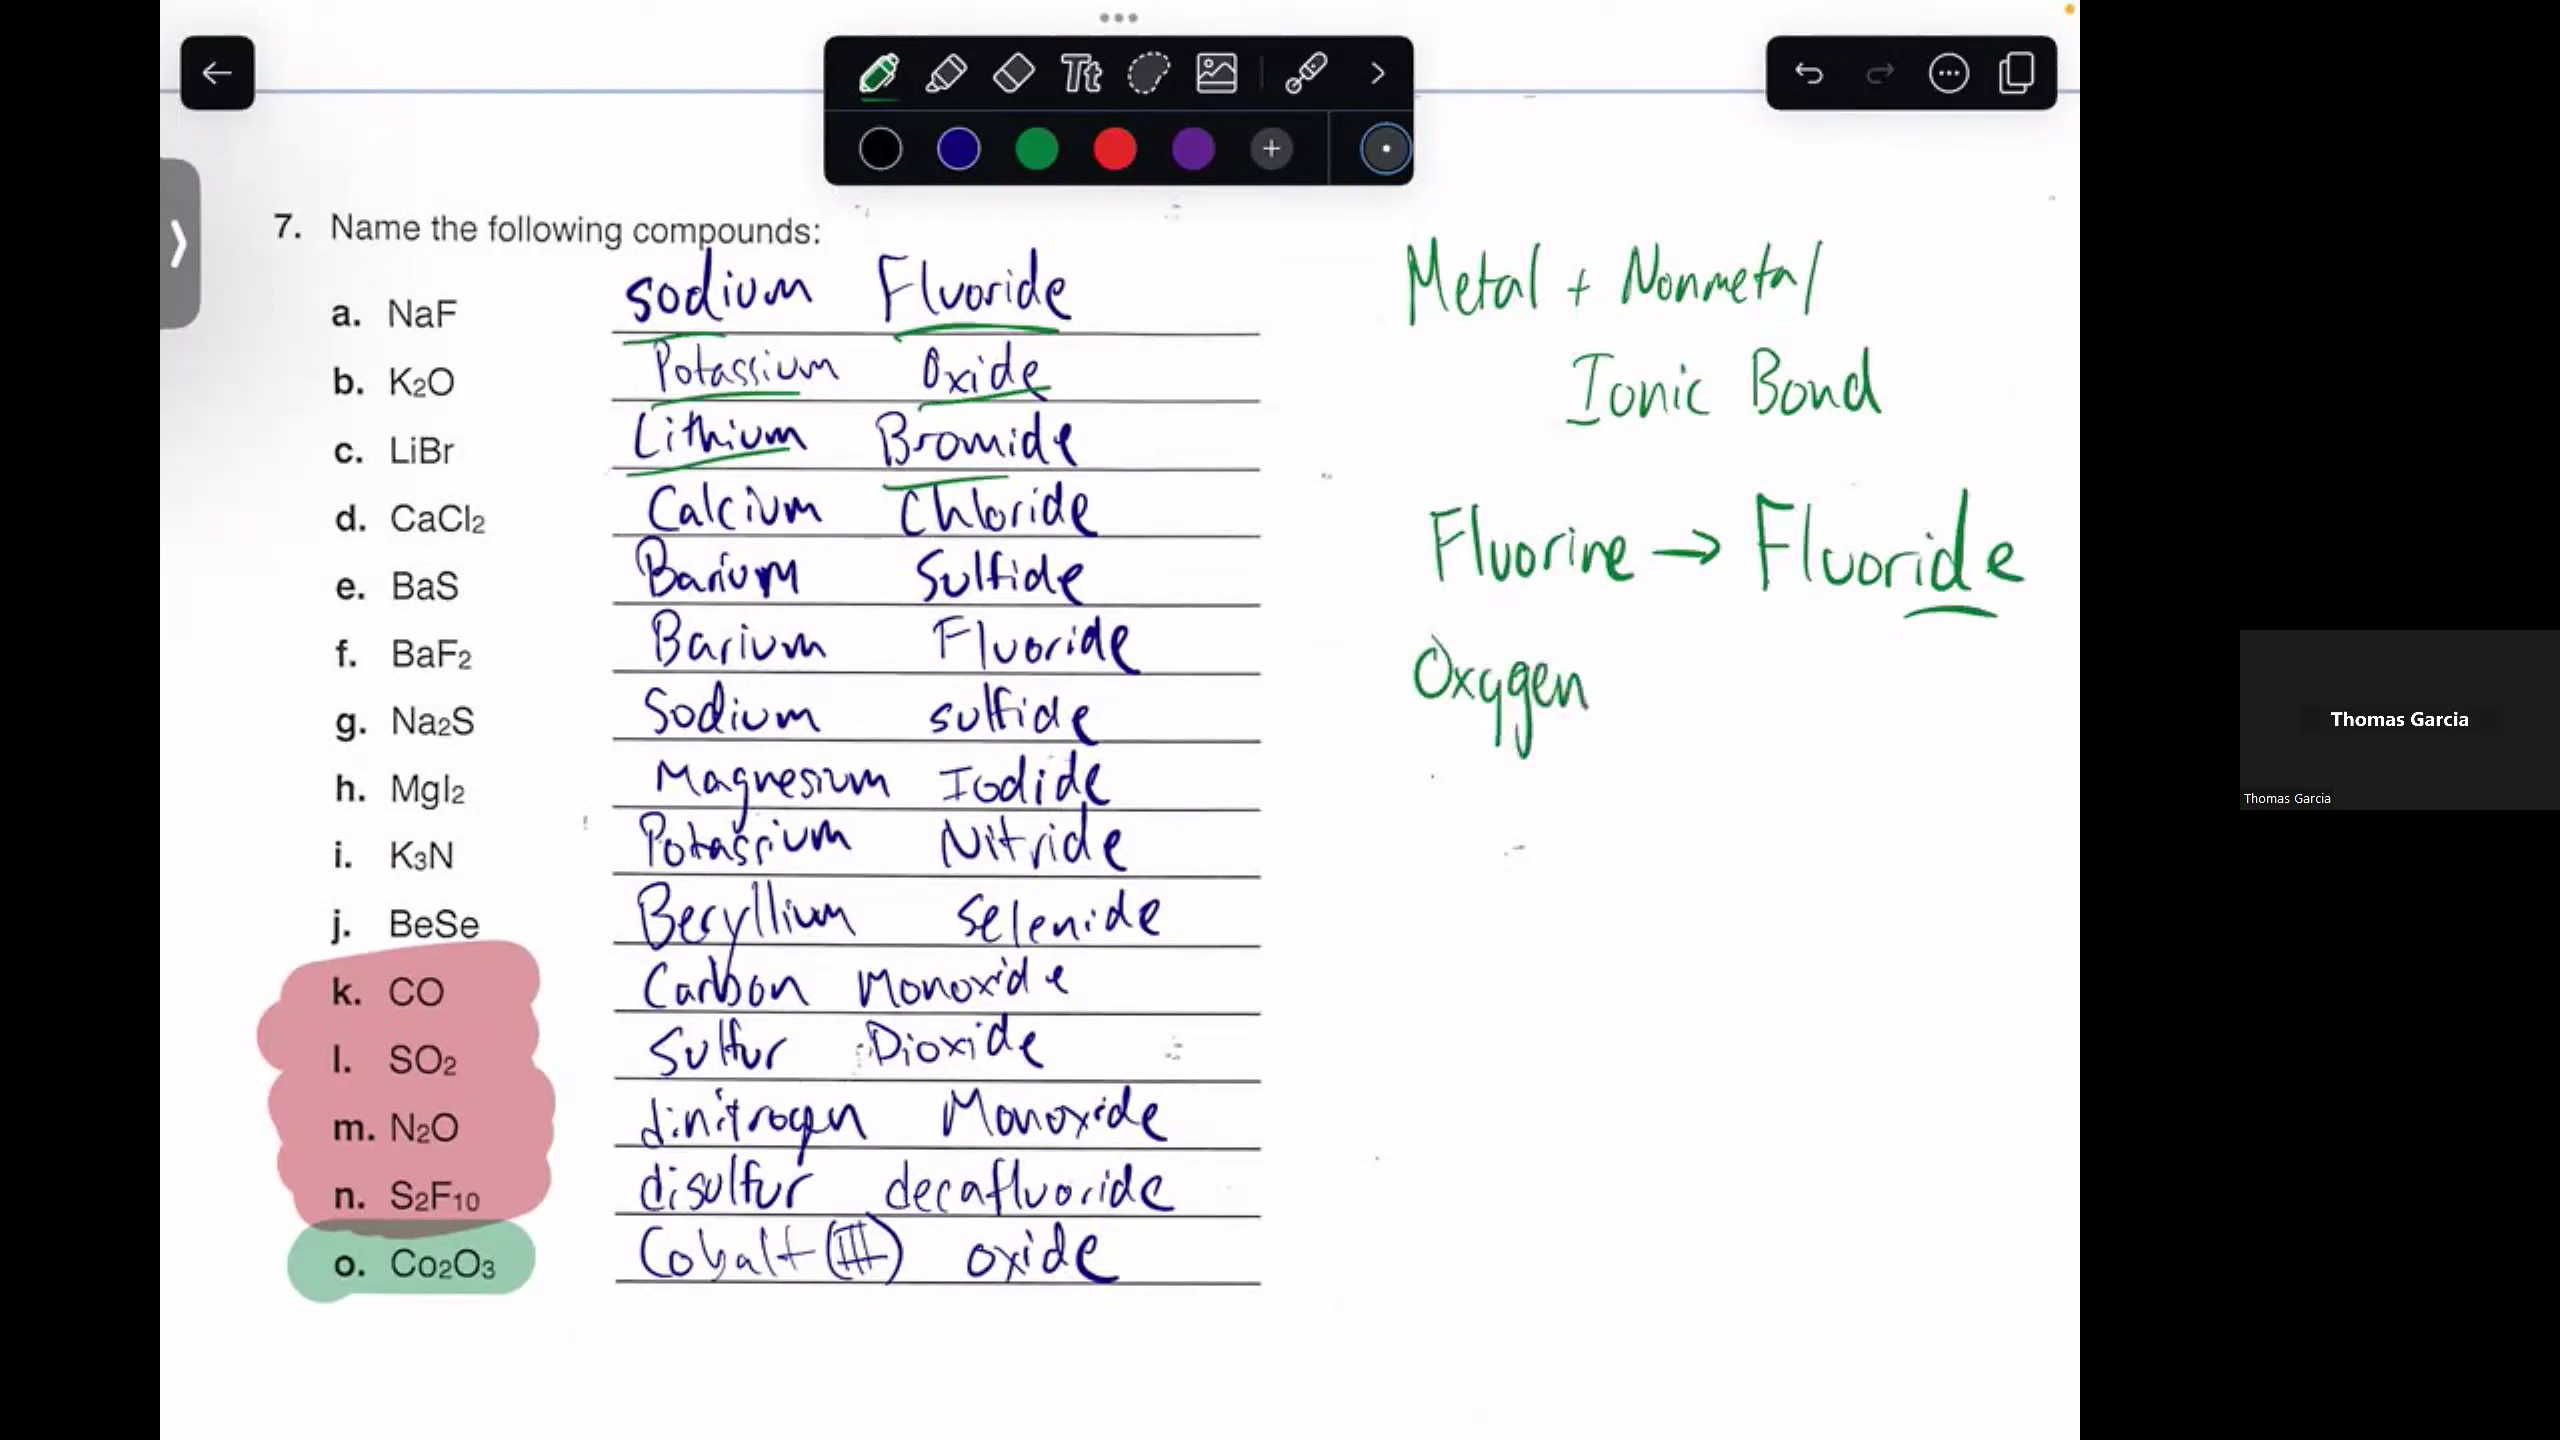 7. Name the following compounds:
a. NaF sodium Fluoride
b. K2O Potassium Oxide
c. LiBr Lithium Bromide
d. CaCl2 Calcium Chloride
e. BaS Barium Sulfide
f. BaF2 Barium Fluoride
g. Na2S Sodium sulfide
h. MgI2 Magnesium Iodide
i. K3N Potassium Nitride
j. BeSe Beryllium Selenide
k. CO Carbon Monoxide
l. SO2 Sulfur Dioxide
m. N2O dinitrogen Monoxide
n. S2F10 disulfur decafluoride
o. Co2O3 Cobalt (III) oxide
Metal + Nonmetal
Ionic Bond
Fluorine → Fluoride
Oxygen
Tt
Thomas Garcia
Thomas Garcia